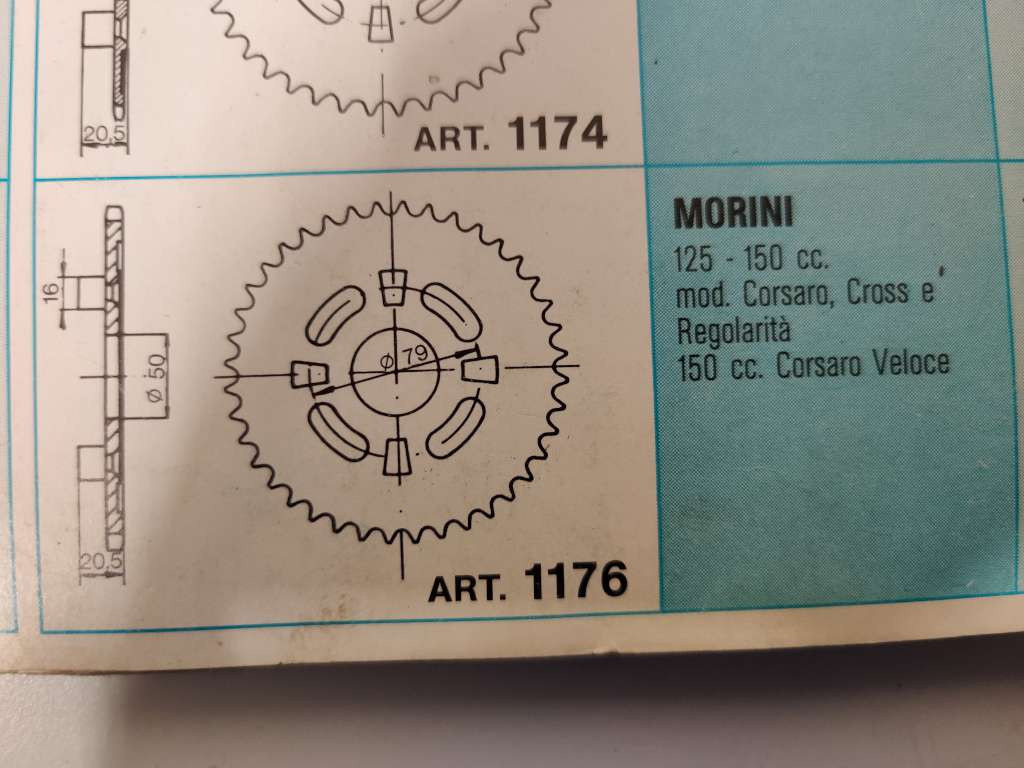 20,5
ART. 1174
16
Ø 50
20,5
Ø 79
ART. 1176
MORINI
125 - 150 cc.
mod. Corsaro, Cross e
Regolarità
150 cc. Corsaro Veloce